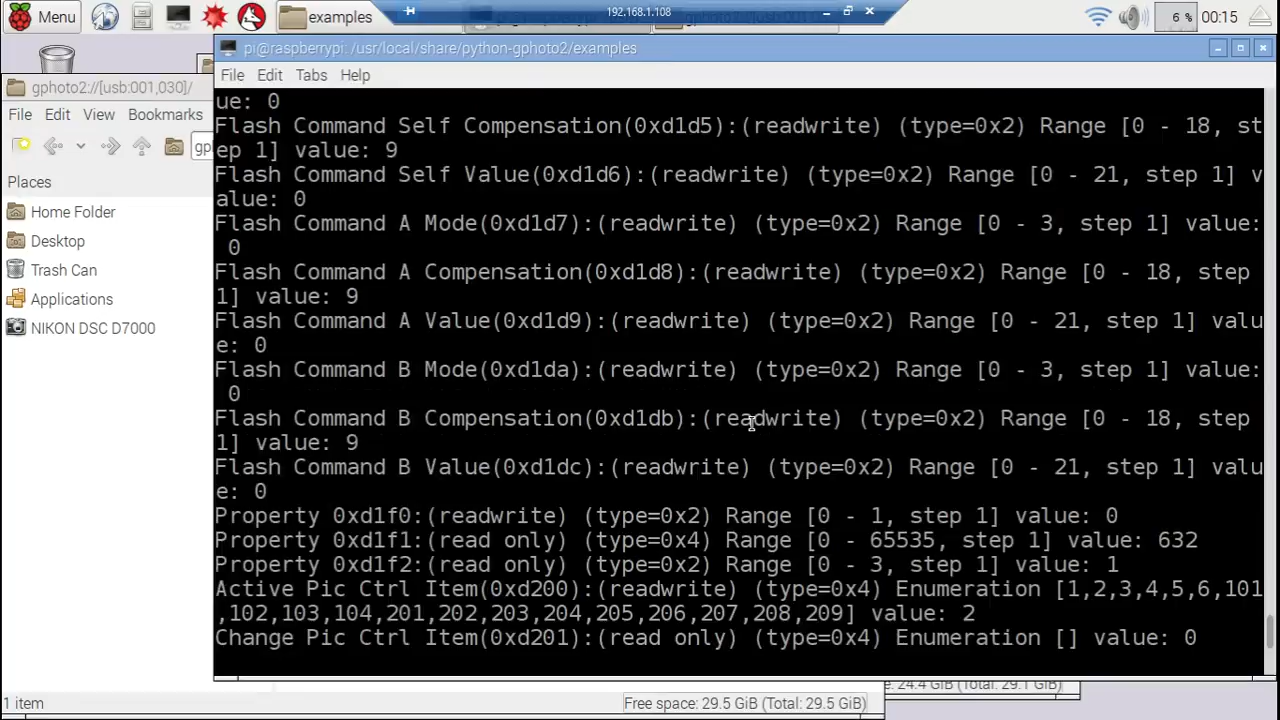 Menu
examples
192.168.1.108
6 %
00:15
gphoto2://[usb:001,030]/
File Edit View Bookmarks
gp
Places
Home Folder
Desktop
Trash Can
Applications
NIKON DSC D7000
1 item
Free space: 29.5 GiB (Total: 29.5 GiB)
pi@raspberrypi: /usr/local/share/python-gphoto2/examples
File Edit Tabs Help
ue: 0
Flash Command Self Compensation(0xd1d5):(readwrite) (type=0x2) Range [0 - 18, st
ep 1] value: 9
Flash Command Self Value(0xd1d6):(readwrite) (type=0x2) Range [0 - 21, step 1] v
alue: 0
Flash Command A Mode(0xd1d7):(readwrite) (type=0x2) Range [0 - 3, step 1] value:
0
Flash Command A Compensation(0xd1d8):(readwrite) (type=0x2) Range [0 - 18, step
1] value: 9
Flash Command A Value(0xd1d9):(readwrite) (type=0x2) Range [0 - 21, step 1] valu
e: 0
Flash Command B Mode(0xd1da):(readwrite) (type=0x2) Range [0 - 3, step 1] value:
0
Flash Command B Compensation(0xd1db):(readwrite) (type=0x2) Range [0 - 18, step
1] value: 9
Flash Command B Value(0xd1dc):(readwrite) (type=0x2) Range [0 - 21, step 1] valu
e: 0
Property 0xd1f0:(readwrite) (type=0x2) Range [0 - 1, step 1] value: 0
Property 0xd1f1:(read only) (type=0x4) Range [0 - 65535, step 1] value: 632
Property 0xd1f2:(read only) (type=0x2) Range [0 - 3, step 1] value: 1
Active Pic Ctrl Item(0xd200):(readwrite) (type=0x4) Enumeration [1,2,3,4,5,6,101
,102,103,104,201,202,203,204,205,206,207,208,209] value: 2
Change Pic Ctrl Item(0xd201):(read only) (type=0x4) Enumeration [] value: 0
e: 24.4 GiB (Total: 29.1 GiB)